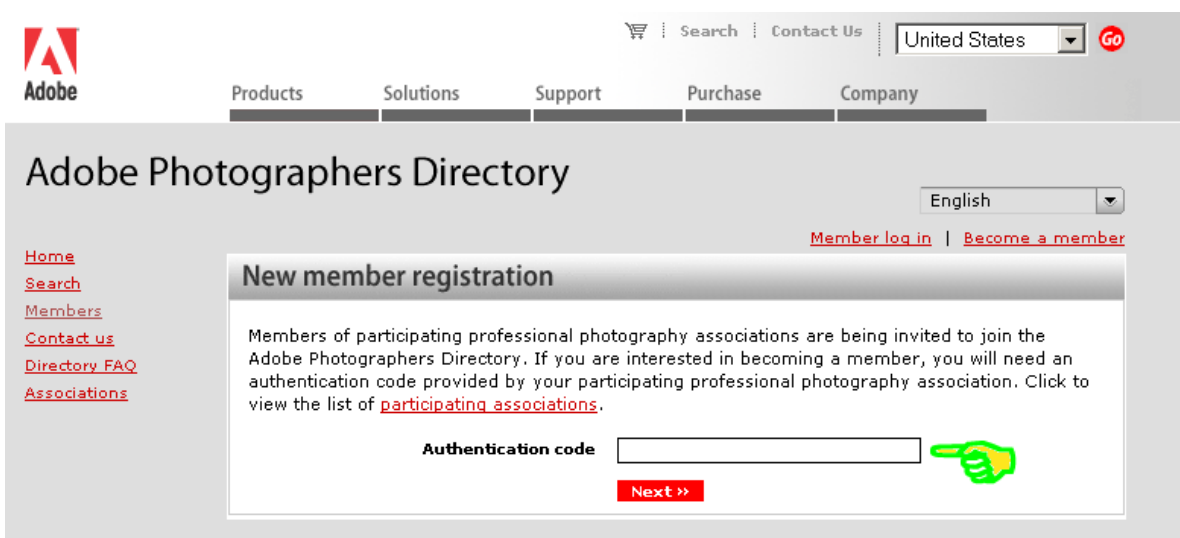 Search
Contact Us
United States
Go
Adobe
Products
Solutions
Support
Purchase
Company
Adobe Photographers Directory
English
Member log in | Become a member
Home
Search
Members
Contact us
Directory FAQ
Associations
New member registration
Members of participating professional photography associations are being invited to join the
Adobe Photographers Directory. If you are interested in becoming a member, you will need an
authentication code provided by your participating professional photography association. Click to
view the list of participating associations.
Authentication code
Next »